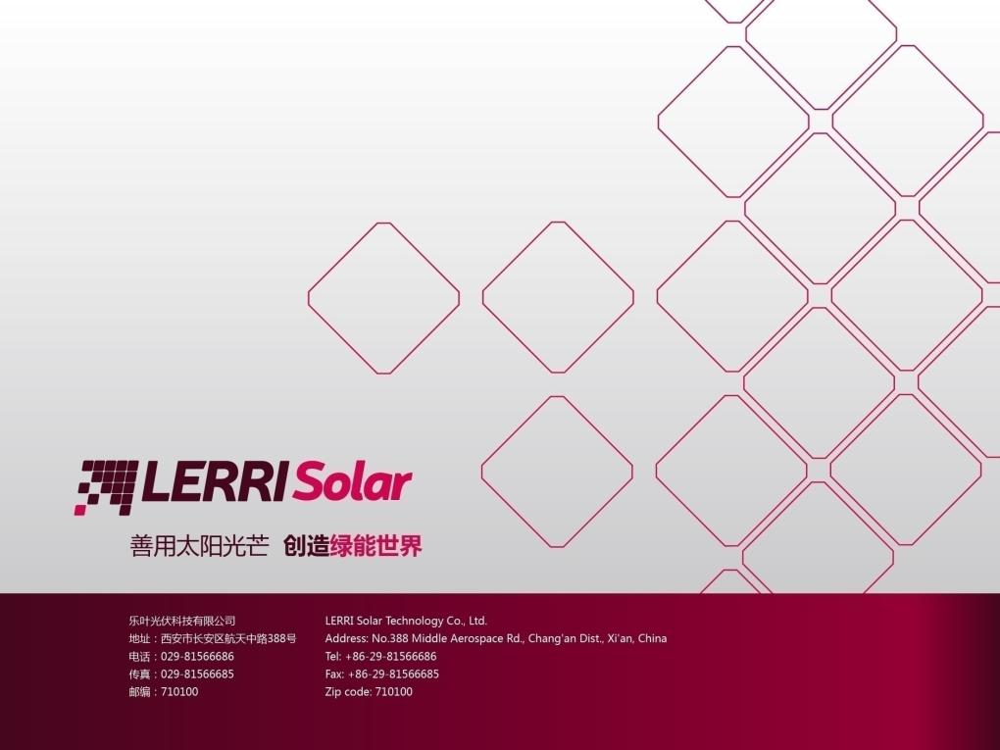 LERRI Solar
善用太阳光芒 创造绿能世界
乐叶光伏科技有限公司
地址：西安市长安区航天中路388号
电话：029-81566686
传真：029-81566685
邮编：710100
LERRI Solar Technology Co., Ltd.
Address: No.388 Middle Aerospace Rd., Chang'an Dist., Xi'an, China
Tel: +86-29-81566686
Fax: +86-29-81566685
Zip code: 710100